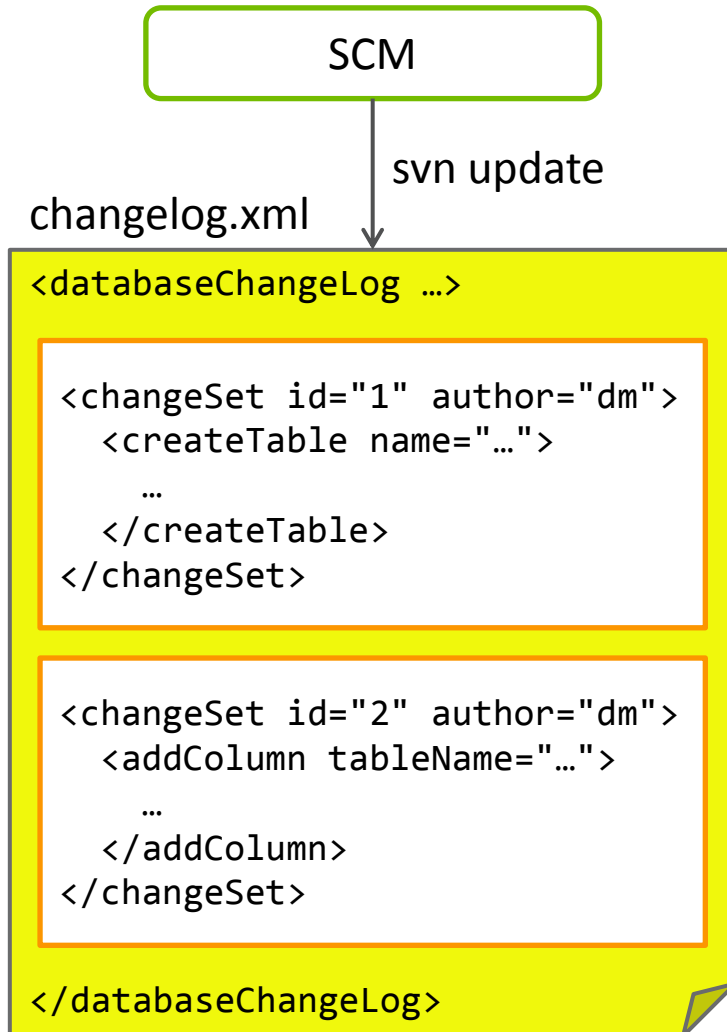 SCM
svn update
changelog.xml
<databaseChangeLog …>
<changeSet id="1" author="dm">
<createTable name="…">
…
</createTable>
</changeSet>
<changeSet id="2" author="dm">
<addColumn tableName="…">
…
</addColumn>
</changeSet>
</databaseChangeLog>